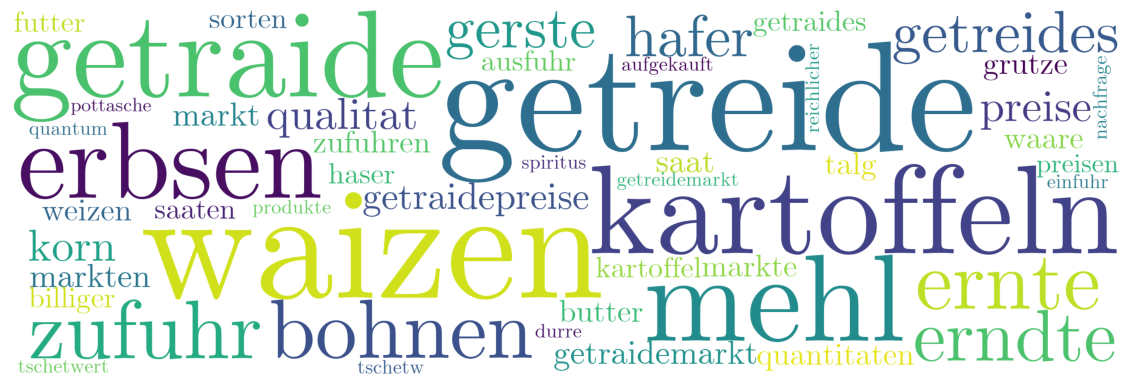 futter
sorten
getraide
gerste
ausfuhr
hafer
aufgekauft
getraides
getreides
grutze
pottasche
markt
qualitat
getreide
reichlicher
preise
nachfrage
quantum
erbsen
zufuhren
haser
spiritus
saat
talg
waare
preisen
getreidemarkt
einfuhr
weizen
saaten
produkte
getraidepreise
kartoffeln
korn
waizen
markten
kartoffelmarkte
mehl
ernte
billiger
zufuhr
bohnen
butter
durre
erndte
getraidemarkt
quantitaten
tschetwert
tschetw